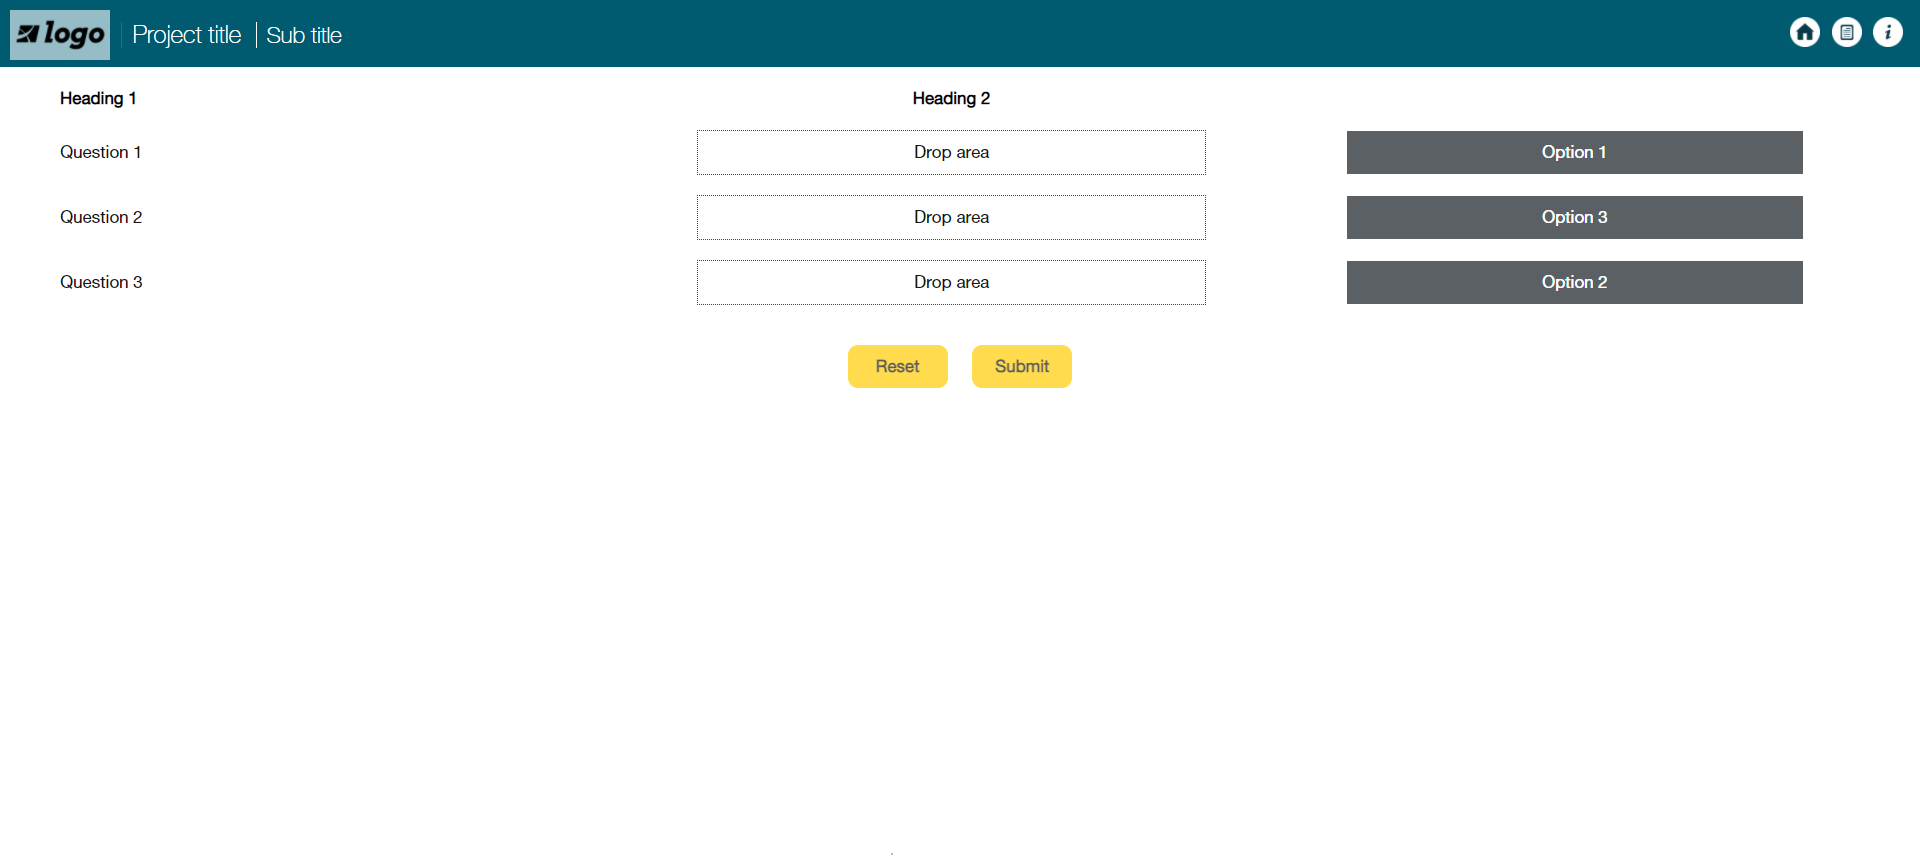 logo
Project title
Sub title
Heading 1
Heading 2
Question 1
Drop area
Option 1
Question 2
Drop area
Option 3
Question 3
Drop area
Option 2
Reset
Submit